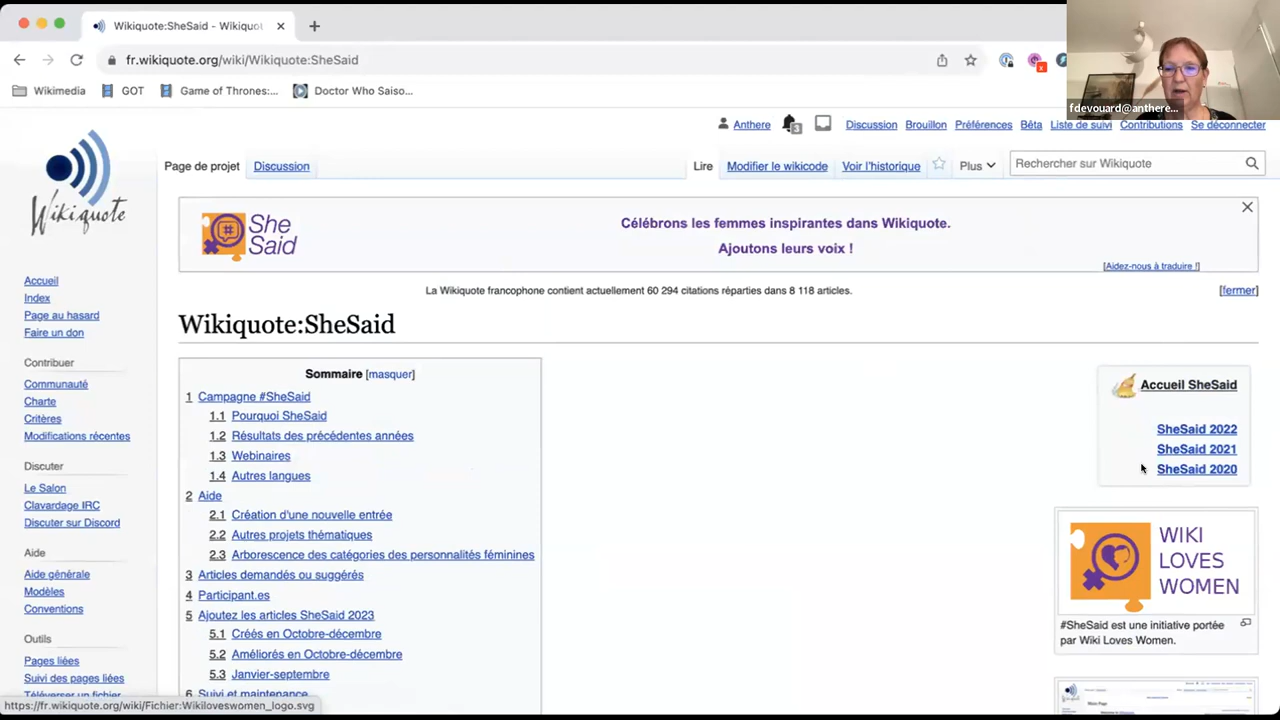 Wikiquote:SheSaid - Wikiquo
fr.wikiquote.org/wiki/Wikiquote:SheSaid
Wikimedia
GOT
Game of Thrones:...
Doctor Who Saiso...
fdevouard@anthere...
Anthere
3
Discussion
Brouillon
Préférences
Bêta
Liste de suivi
Contributions
Se déconnecter
WikiquotE
Page de projet
Discussion
Lire
Modifier le wikicode
Voir l'historique
Plus
Rechercher sur Wikiquote
She
Said
Célébrons les femmes inspirantes dans Wikiquote.
Ajoutons leurs voix !
[Aidez-nous à traduire !]
La Wikiquote francophone contient actuellement 60 294 citations réparties dans 8 118 articles.
[fermer]
Accueil
Index
Page au hasard
Faire un don
Contribuer
Communauté
Charte
Critères
Modifications récentes
Discuter
Le Salon
Clavardage IRC
Discuter sur Discord
Aide
Aide générale
Modèles
Conventions
Outils
Pages liées
Suivi des pages liées
Téléverser un fichier
Wikiquote:SheSaid
Sommaire [masquer]
1 Campagne #SheSaid
1.1 Pourquoi SheSaid
1.2 Résultats des précédentes années
1.3 Webinaires
1.4 Autres langues
2 Aide
2.1 Création d'une nouvelle entrée
2.2 Autres projets thématiques
2.3 Arborescence des catégories des personnalités féminines
3 Articles demandés ou suggérés
4 Participant.es
5 Ajoutez les articles SheSaid 2023
5.1 Créés en Octobre-décembre
5.2 Améliorés en Octobre-décembre
5.3 Janvier-septembre
6 Suivi et maintenance
Accueil SheSaid
SheSaid 2022
SheSaid 2021
SheSaid 2020
WIKI
LOVES
WOMEN
#SheSaid est une initiative portée
par Wiki Loves Women.
https://fr.wikiquote.org/wiki/Fichier:Wikiloveswomen_logo.svg